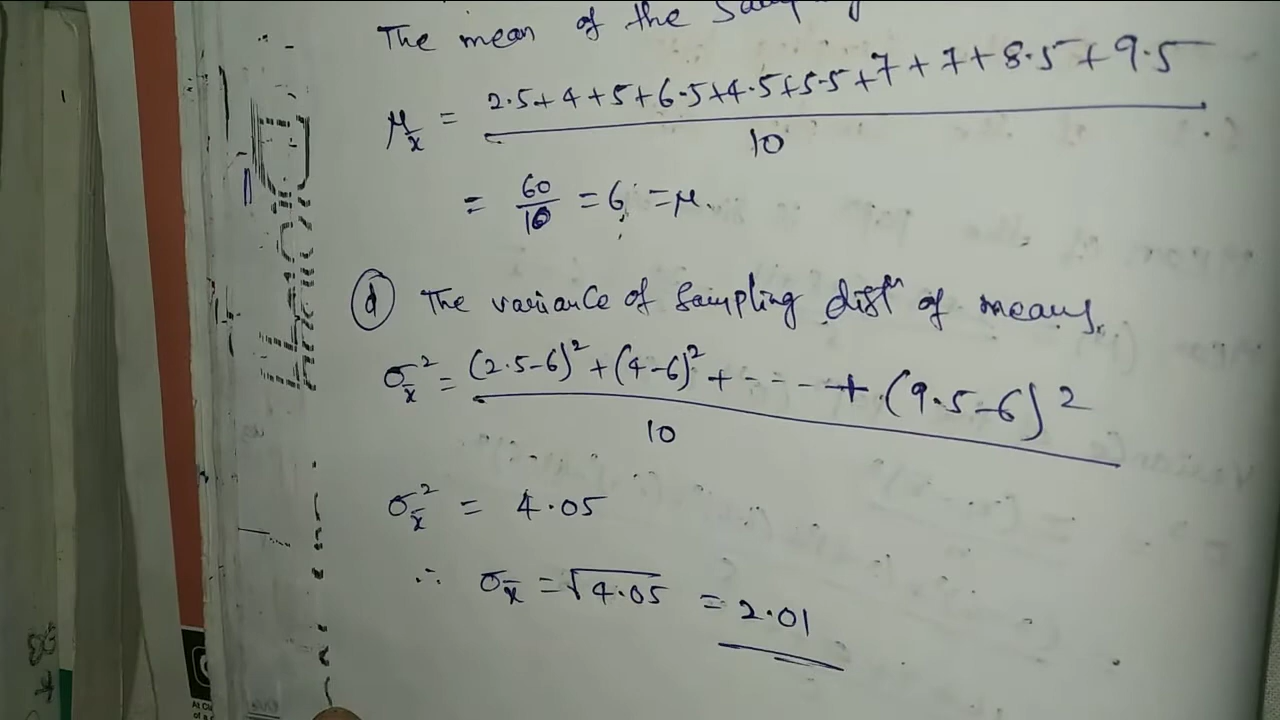 The mean of the
μx̄ = 2.5+4+5+6.5+4.5+5.5+7+7+8.5+9.5
10
= 60/10 = 6 = μ.
(d) The variance of Sampling distⁿ of means.
σx̄² = (2.5-6)²+(4-6)²+----+(9.5-6)²
10
σx̄² = 4.05
∴ σx̄ = √4.05 = 2.01